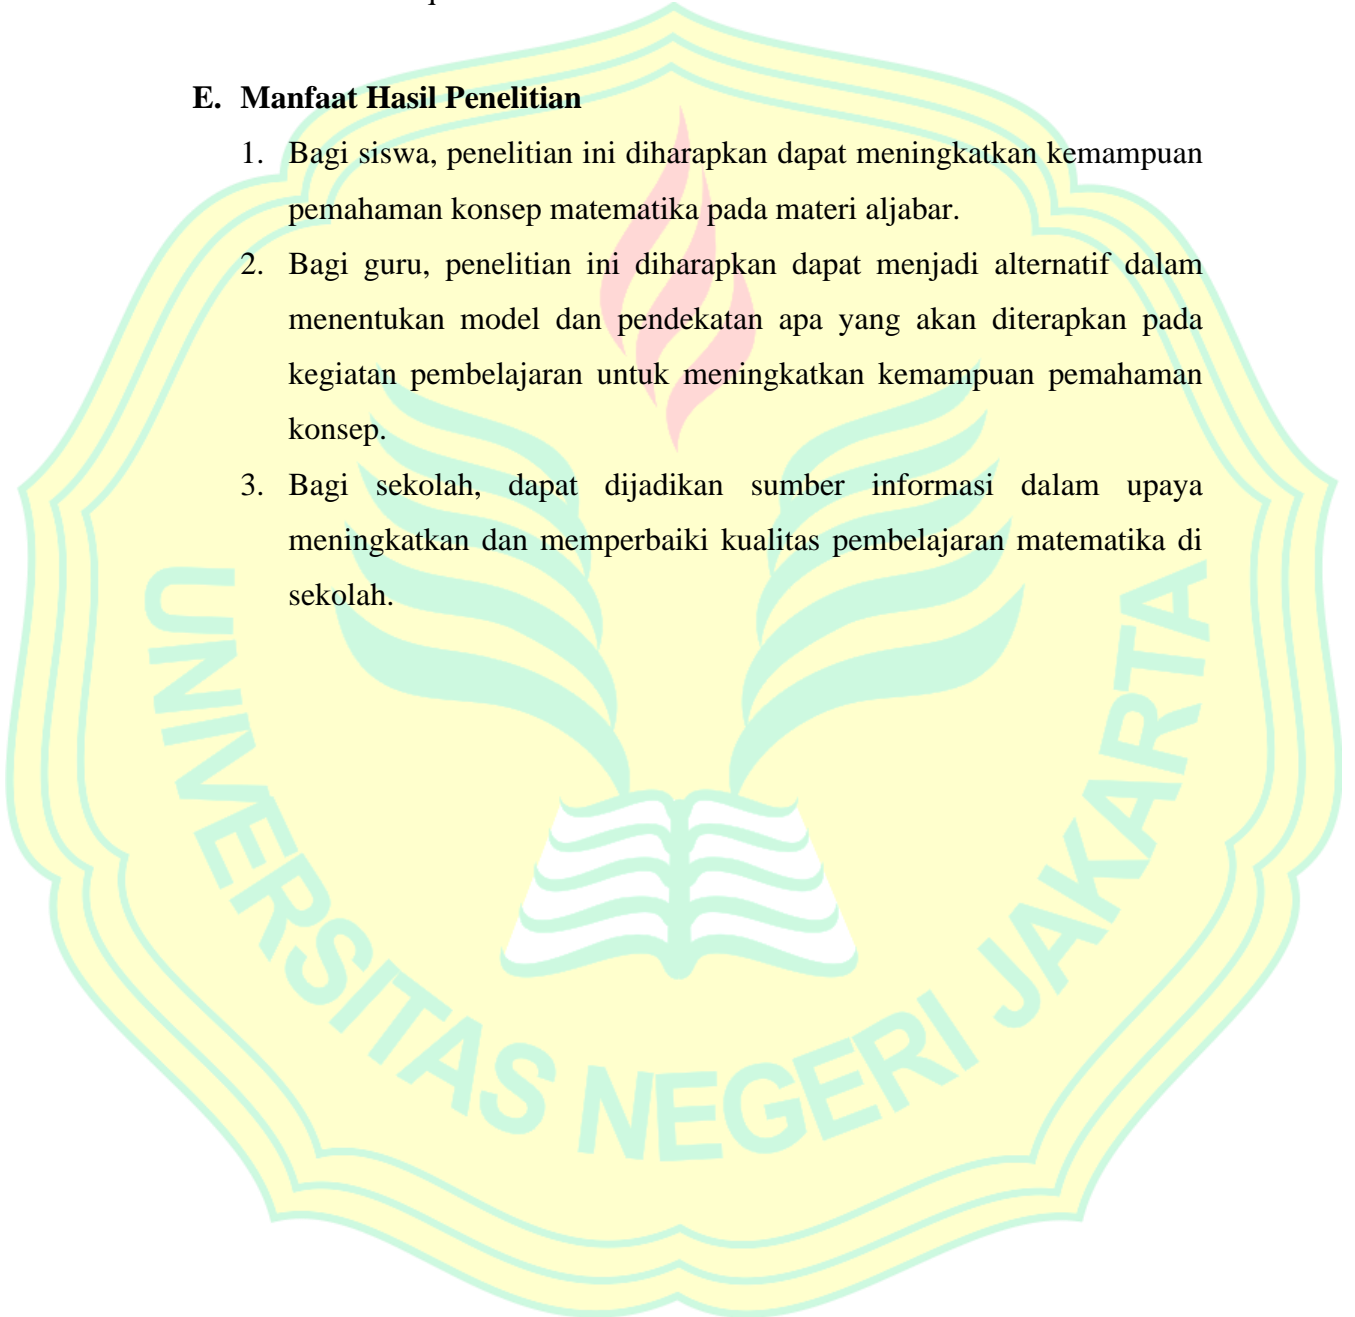 E. Manfaat Hasil Penelitian
1. Bagi siswa, penelitian ini diharapkan dapat meningkatkan kemampuan
pemahaman konsep matematika pada materi aljabar.
2. Bagi guru, penelitian ini diharapkan dapat menjadi alternatif dalam
menentukan model dan pendekatan apa yang akan diterapkan pada
kegiatan pembelajaran untuk meningkatkan kemampuan pemahaman
konsep.
3. Bagi sekolah, dapat dijadikan sumber informasi dalam upaya
meningkatkan dan memperbaiki kualitas pembelajaran matematika di
sekolah.
UNIVERSITAS NEGERI JAKARTA